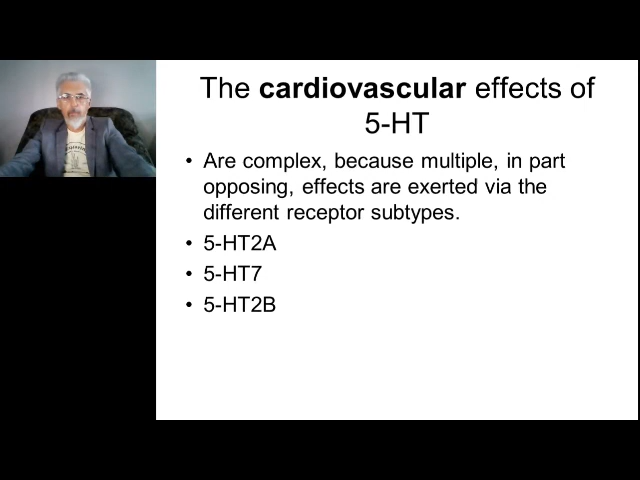 The cardiovascular effects of
5-HT
• Are complex, because multiple, in part
opposing, effects are exerted via the
different receptor subtypes.
• 5-HT2A
• 5-HT7
• 5-HT2B